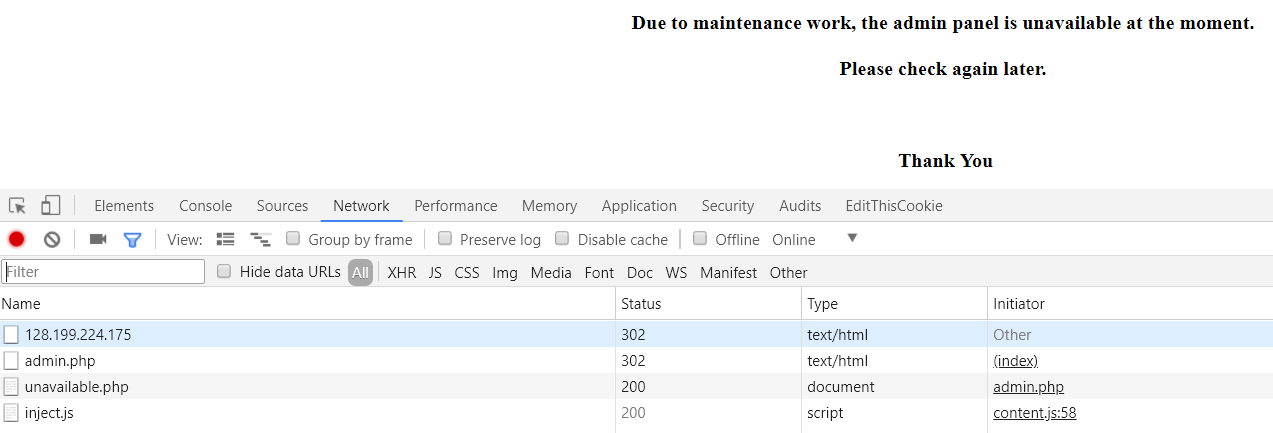 Due to maintenance work, the admin panel is unavailable at the moment.
Please check again later.
Thank You
Elements Console Sources Network Performance Memory Application Security Audits EditThisCookie
View: Group by frame Preserve log Disable cache Offline Online
Filter Hide data URLs All XHR JS CSS Img Media Font Doc WS Manifest Other
Name Status Type Initiator
128.199.224.175 302 text/html Other
admin.php 302 text/html (index)
unavailable.php 200 document admin.php
inject.js 200 script content.js:58